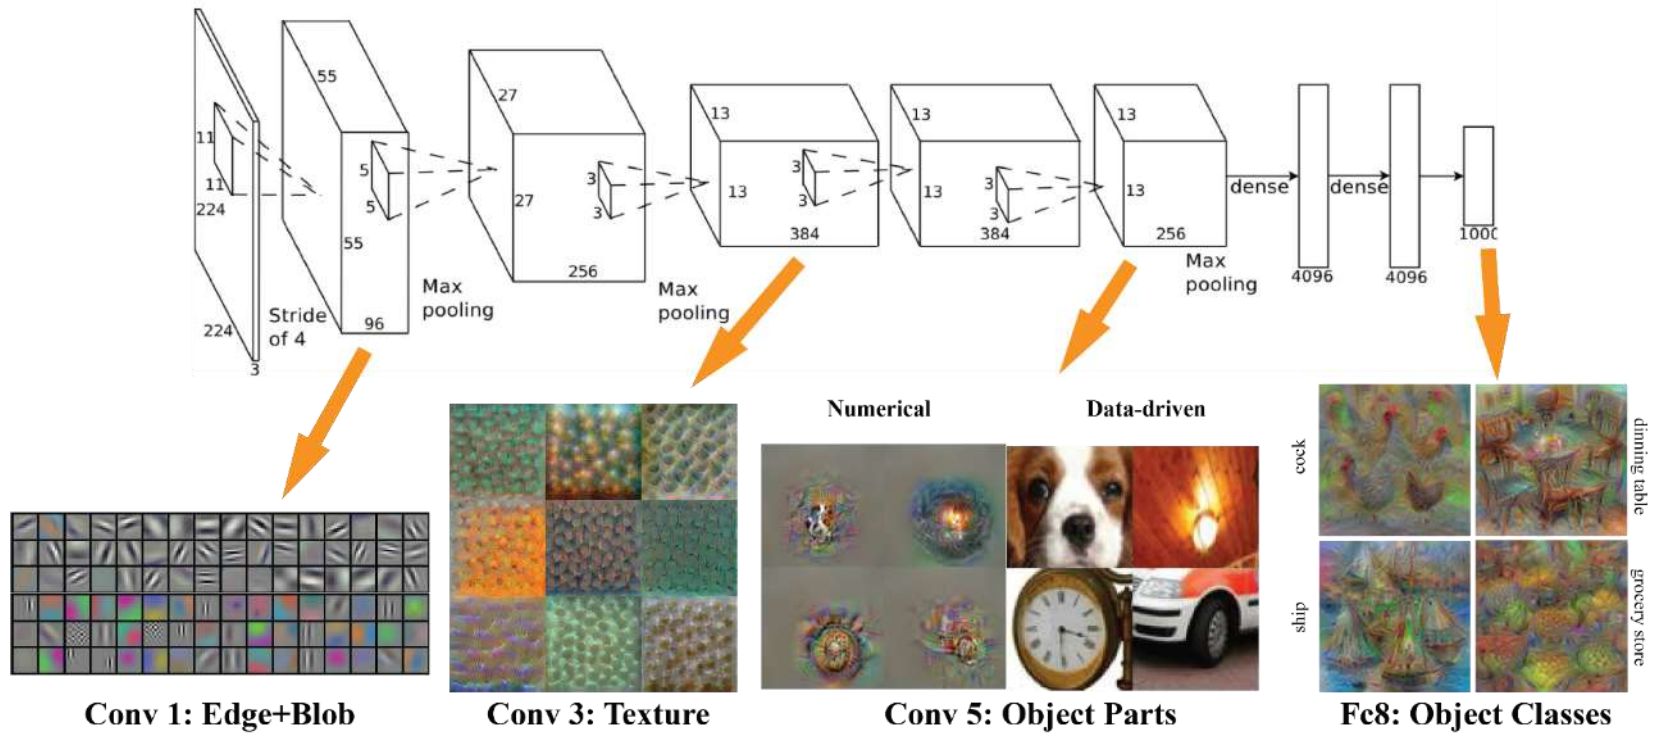 55
27
13
13
13
11
5
3
3
3
11
5
3
3
3
224
55
27
13
13
13
dense
dense
224
3
Stride
of 4
96
Max
pooling
256
Max
pooling
384
384
256
Max
pooling
4096
4096
1000
Numerical
Data-driven
cock
dinning table
ship
grocery store
Conv 1: Edge+Blob
Conv 3: Texture
Conv 5: Object Parts
Fc8: Object Classes